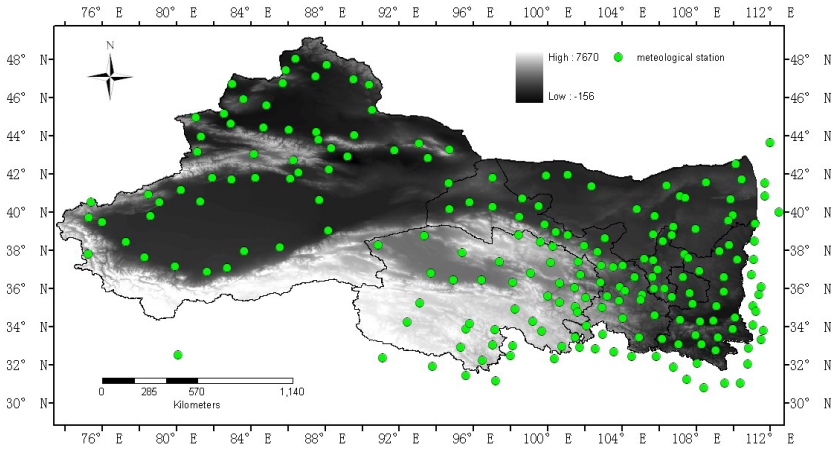 76° E 80° E 84° E 88° E 92° E 96° E 100° E 104° E 108° E 112° E
N
High : 7670 meteological station
Low : -156
48° N 48° N
46° N 46° N
44° N 44° N
42° N 42° N
40° N 40° N
38° N 38° N
36° N 36° N
34° N 34° N
32° N 32° N
30° N 30° N
0 285 570 1,140
Kilometers
76° E 80° E 84° E 88° E 92° E 96° E 100° E 104° E 108° E 112° E